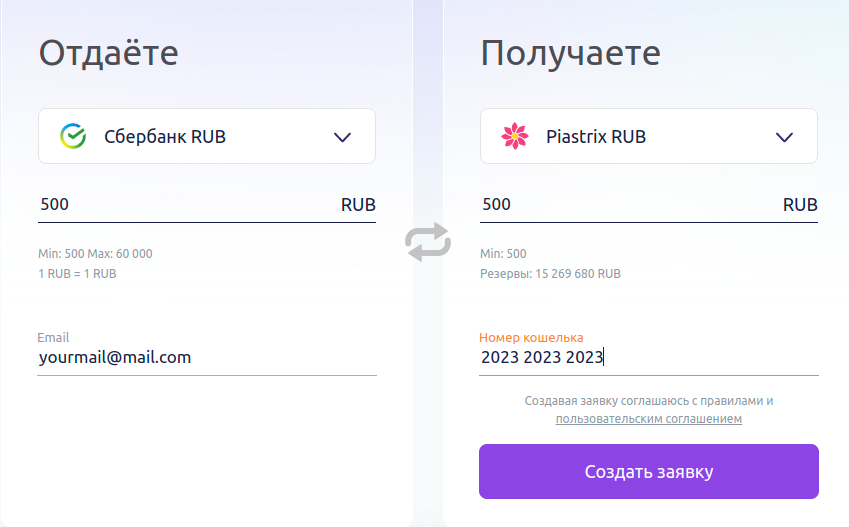 Отдаёте
Сбербанк RUB
500 RUB
Min: 500 Max: 60 000
1 RUB = 1 RUB
Email
yourmail@mail.com
Получаете
Piastrix RUB
500 RUB
Min: 500
Резервы: 15 269 680 RUB
Номер кошелька
2023 2023 2023
Создавая заявку соглашаюсь с правилами и
пользовательским соглашением
Создать заявку